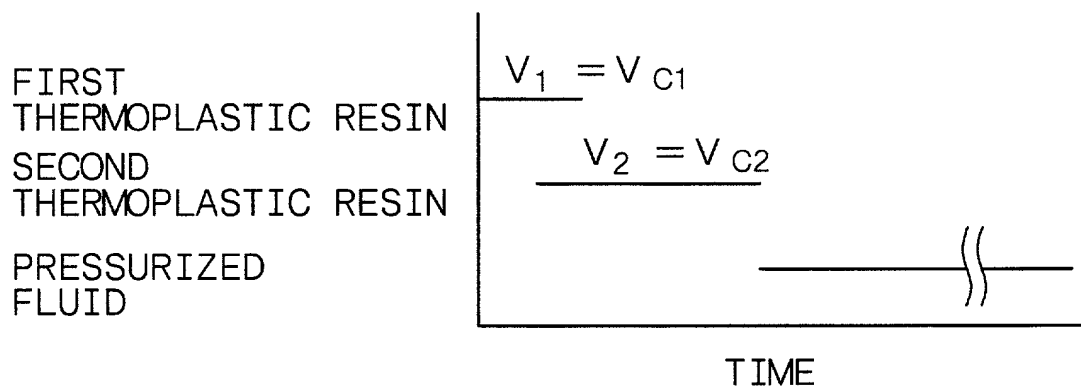 FIRST
THERMOPLASTIC RESIN
V1 = VC1
SECOND
THERMOPLASTIC RESIN
V2 = VC2
PRESSURIZED
FLUID
TIME